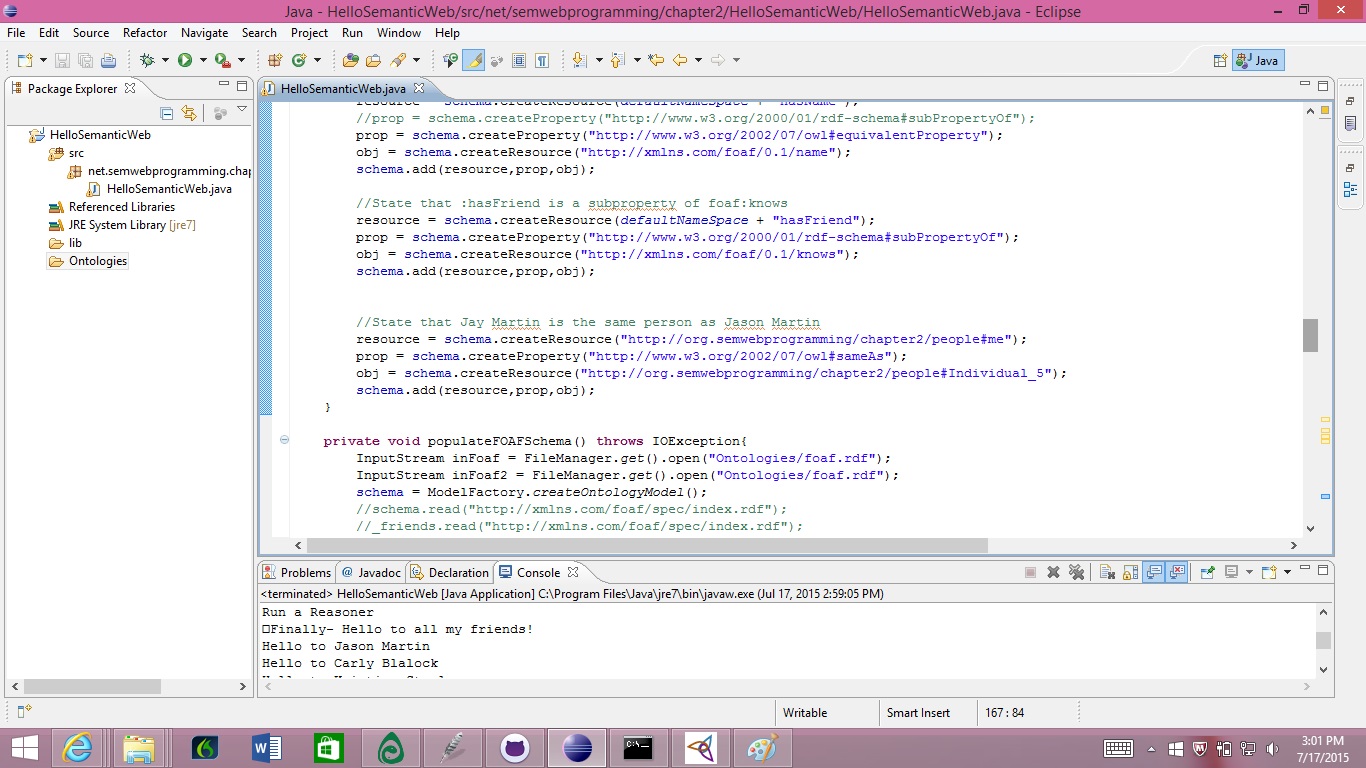 Java - HelloSemanticWeb/src/net/semwebprogramming/chapter2/HelloSemanticWeb/HelloSemanticWeb.java - Eclipse
File Edit Source Refactor Navigate Search Project Run Window Help
Java
Package Explorer
HelloSemanticWeb
src
net.semwebprogramming.chap
HelloSemanticWeb.java
Referenced Libraries
JRE System Library [jre7]
lib
Ontologies
HelloSemanticWeb.java
resource = schema.createResource(defaultNameSpace + "hasName");
//prop = schema.createProperty("http://www.w3.org/2000/01/rdf-schema#subPropertyOf");
prop = schema.createProperty("http://www.w3.org/2002/07/owl#equivalentProperty");
obj = schema.createResource("http://xmlns.com/foaf/0.1/name");
schema.add(resource,prop,obj);
//State that :hasFriend is a subproperty of foaf:knows
resource = schema.createResource(defaultNameSpace + "hasFriend");
prop = schema.createProperty("http://www.w3.org/2000/01/rdf-schema#subPropertyOf");
obj = schema.createResource("http://xmlns.com/foaf/0.1/knows");
schema.add(resource,prop,obj);
//State that Jay Martin is the same person as Jason Martin
resource = schema.createResource("http://org.semwebprogramming/chapter2/people#me");
prop = schema.createProperty("http://www.w3.org/2002/07/owl#sameAs");
obj = schema.createResource("http://org.semwebprogramming/chapter2/people#Individual_5");
schema.add(resource,prop,obj);
}
private void populateFOAFSchema() throws IOException{
InputStream inFoaf = FileManager.get().open("Ontologies/foaf.rdf");
InputStream inFoaf2 = FileManager.get().open("Ontologies/foaf.rdf");
schema = ModelFactory.createOntologyModel();
//schema.read("http://xmlns.com/foaf/spec/index.rdf");
//_friends.read("http://xmlns.com/foaf/spec/index.rdf");
Problems @ Javadoc Declaration Console
<terminated> HelloSemanticWeb [Java Application] C:\Program Files\Java\jre7\bin\javaw.exe (Jul 17, 2015 2:59:05 PM)
Run a Reasoner
Finally- Hello to all my friends!
Hello to Jason Martin
Hello to Carly Blalock
Writable Smart Insert 167 : 84
3:01 PM
7/17/2015